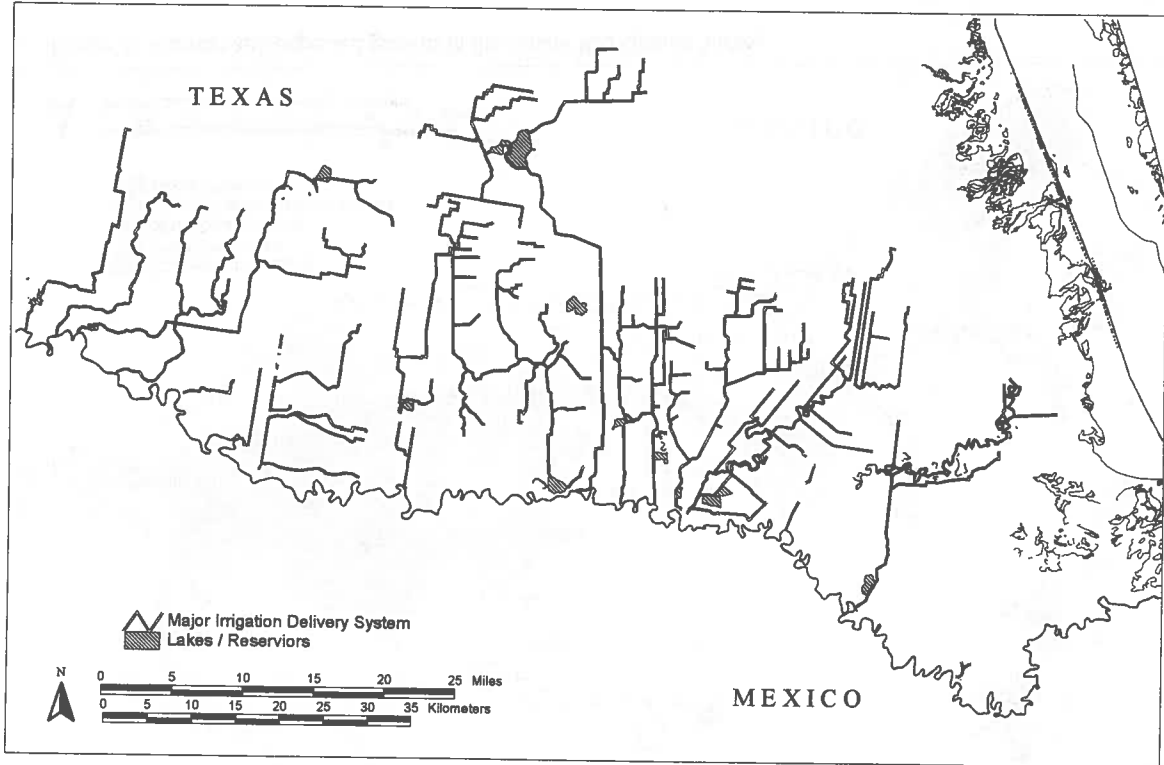 TEXAS
Major Irrigation Delivery System
Lakes / Reserviors
N
0 5 10 15 20 25 Miles
0 5 10 15 20 25 30 35 Kilometers
MEXICO